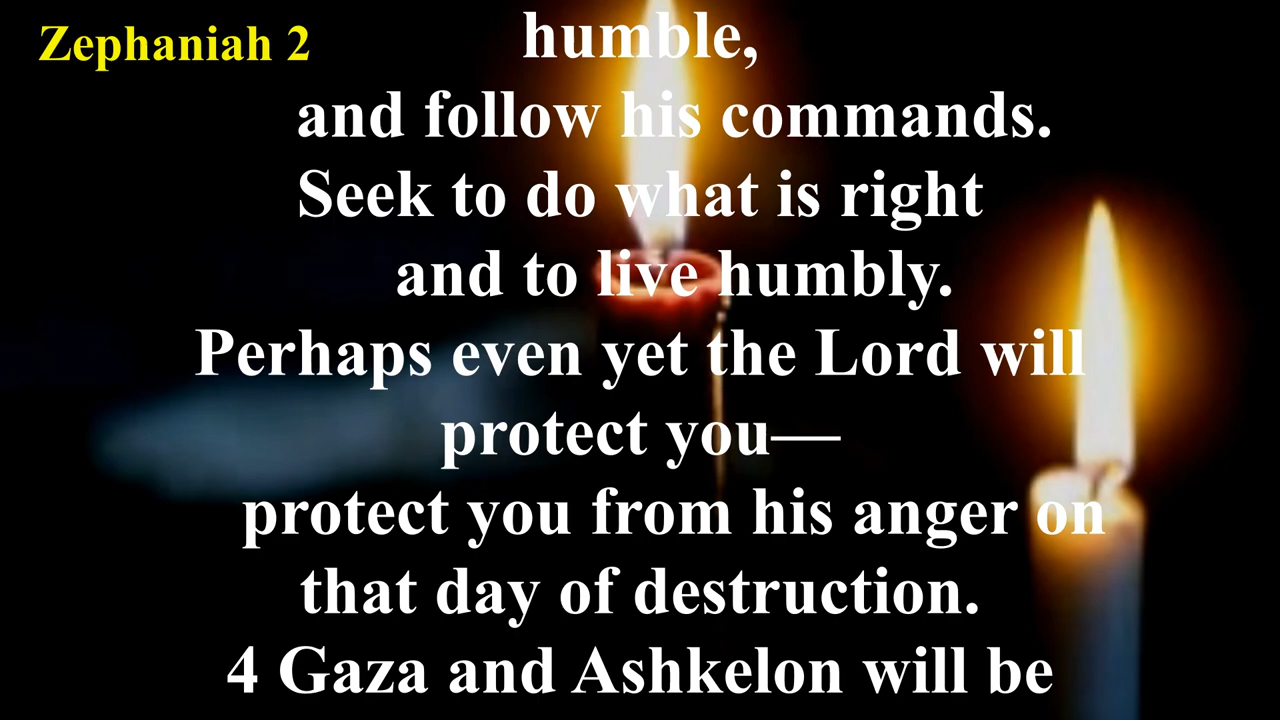 Zephaniah 2
humble,
and follow his commands.
Seek to do what is right
and to live humbly.
Perhaps even yet the Lord will
protect you—
protect you from his anger on
that day of destruction.
4 Gaza and Ashkelon will be